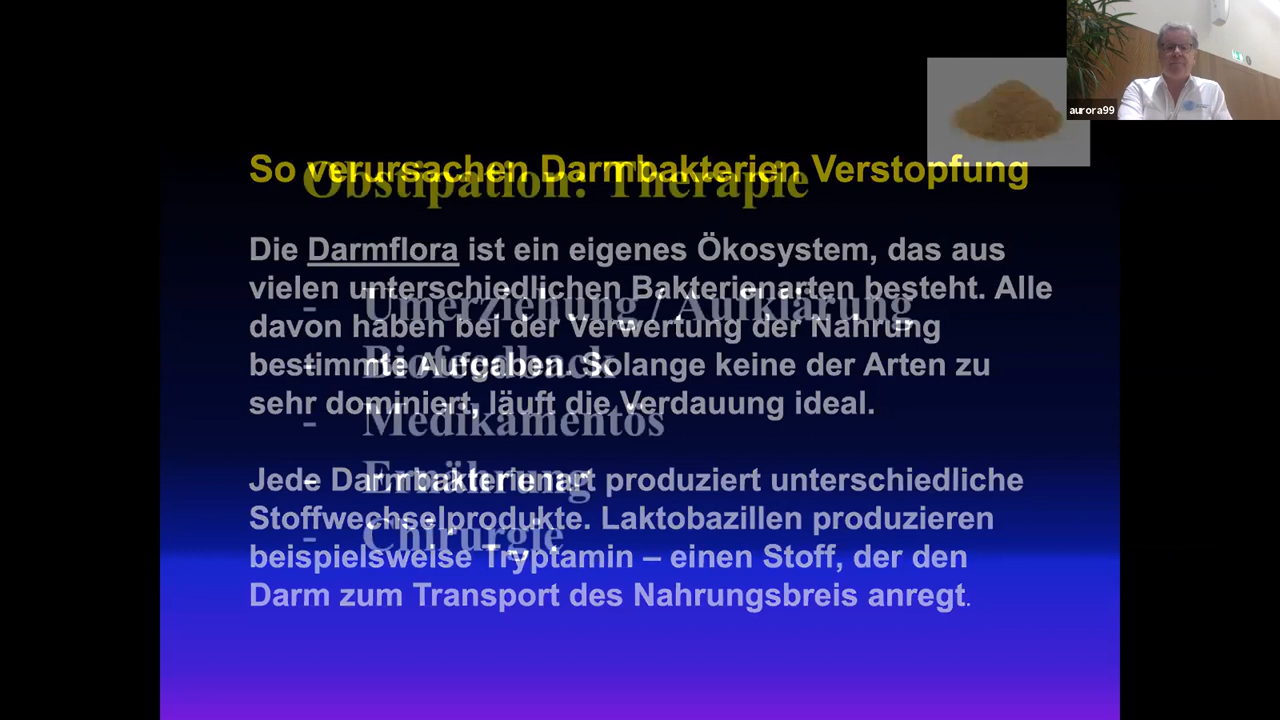 aurora99
So verursachen Darmbakterien Verstopfung
Obstipation: Therapie
Die Darmflora ist ein eigenes Ökosystem, das aus
vielen unterschiedlichen Bakterienarten besteht. Alle
davon haben bei der Verwertung der Nahrung
bestimmte Aufgaben. Solange keine der Arten zu
sehr dominiert, läuft die Verdauung ideal.
Jede Darmbakterienart produziert unterschiedliche
Stoffwechselprodukte. Laktobazillen produzieren
beispielsweise Tryptamin – einen Stoff, der den
Darm zum Transport des Nahrungsbreis anregt.
- Umerziehung / Aufklärung
- Biofeedback
- Medikamentös
- Ernährung
- Chirurgie